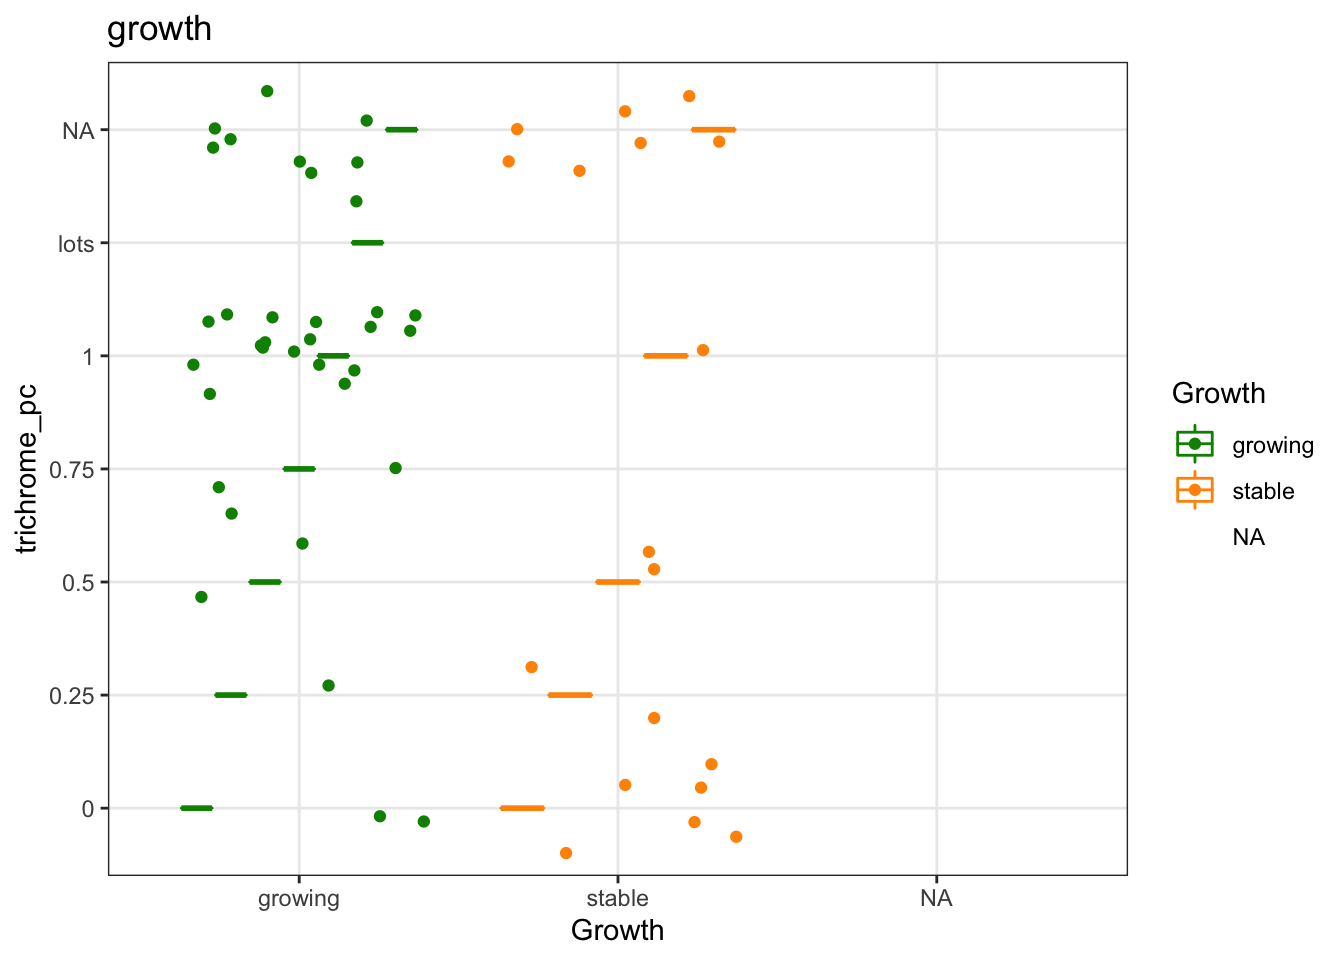 growth
NA
lots
1
0.75
0.5
0.25
0
trichrome_pc
growing
stable
NA
Growth
Growth
growing
stable
NA